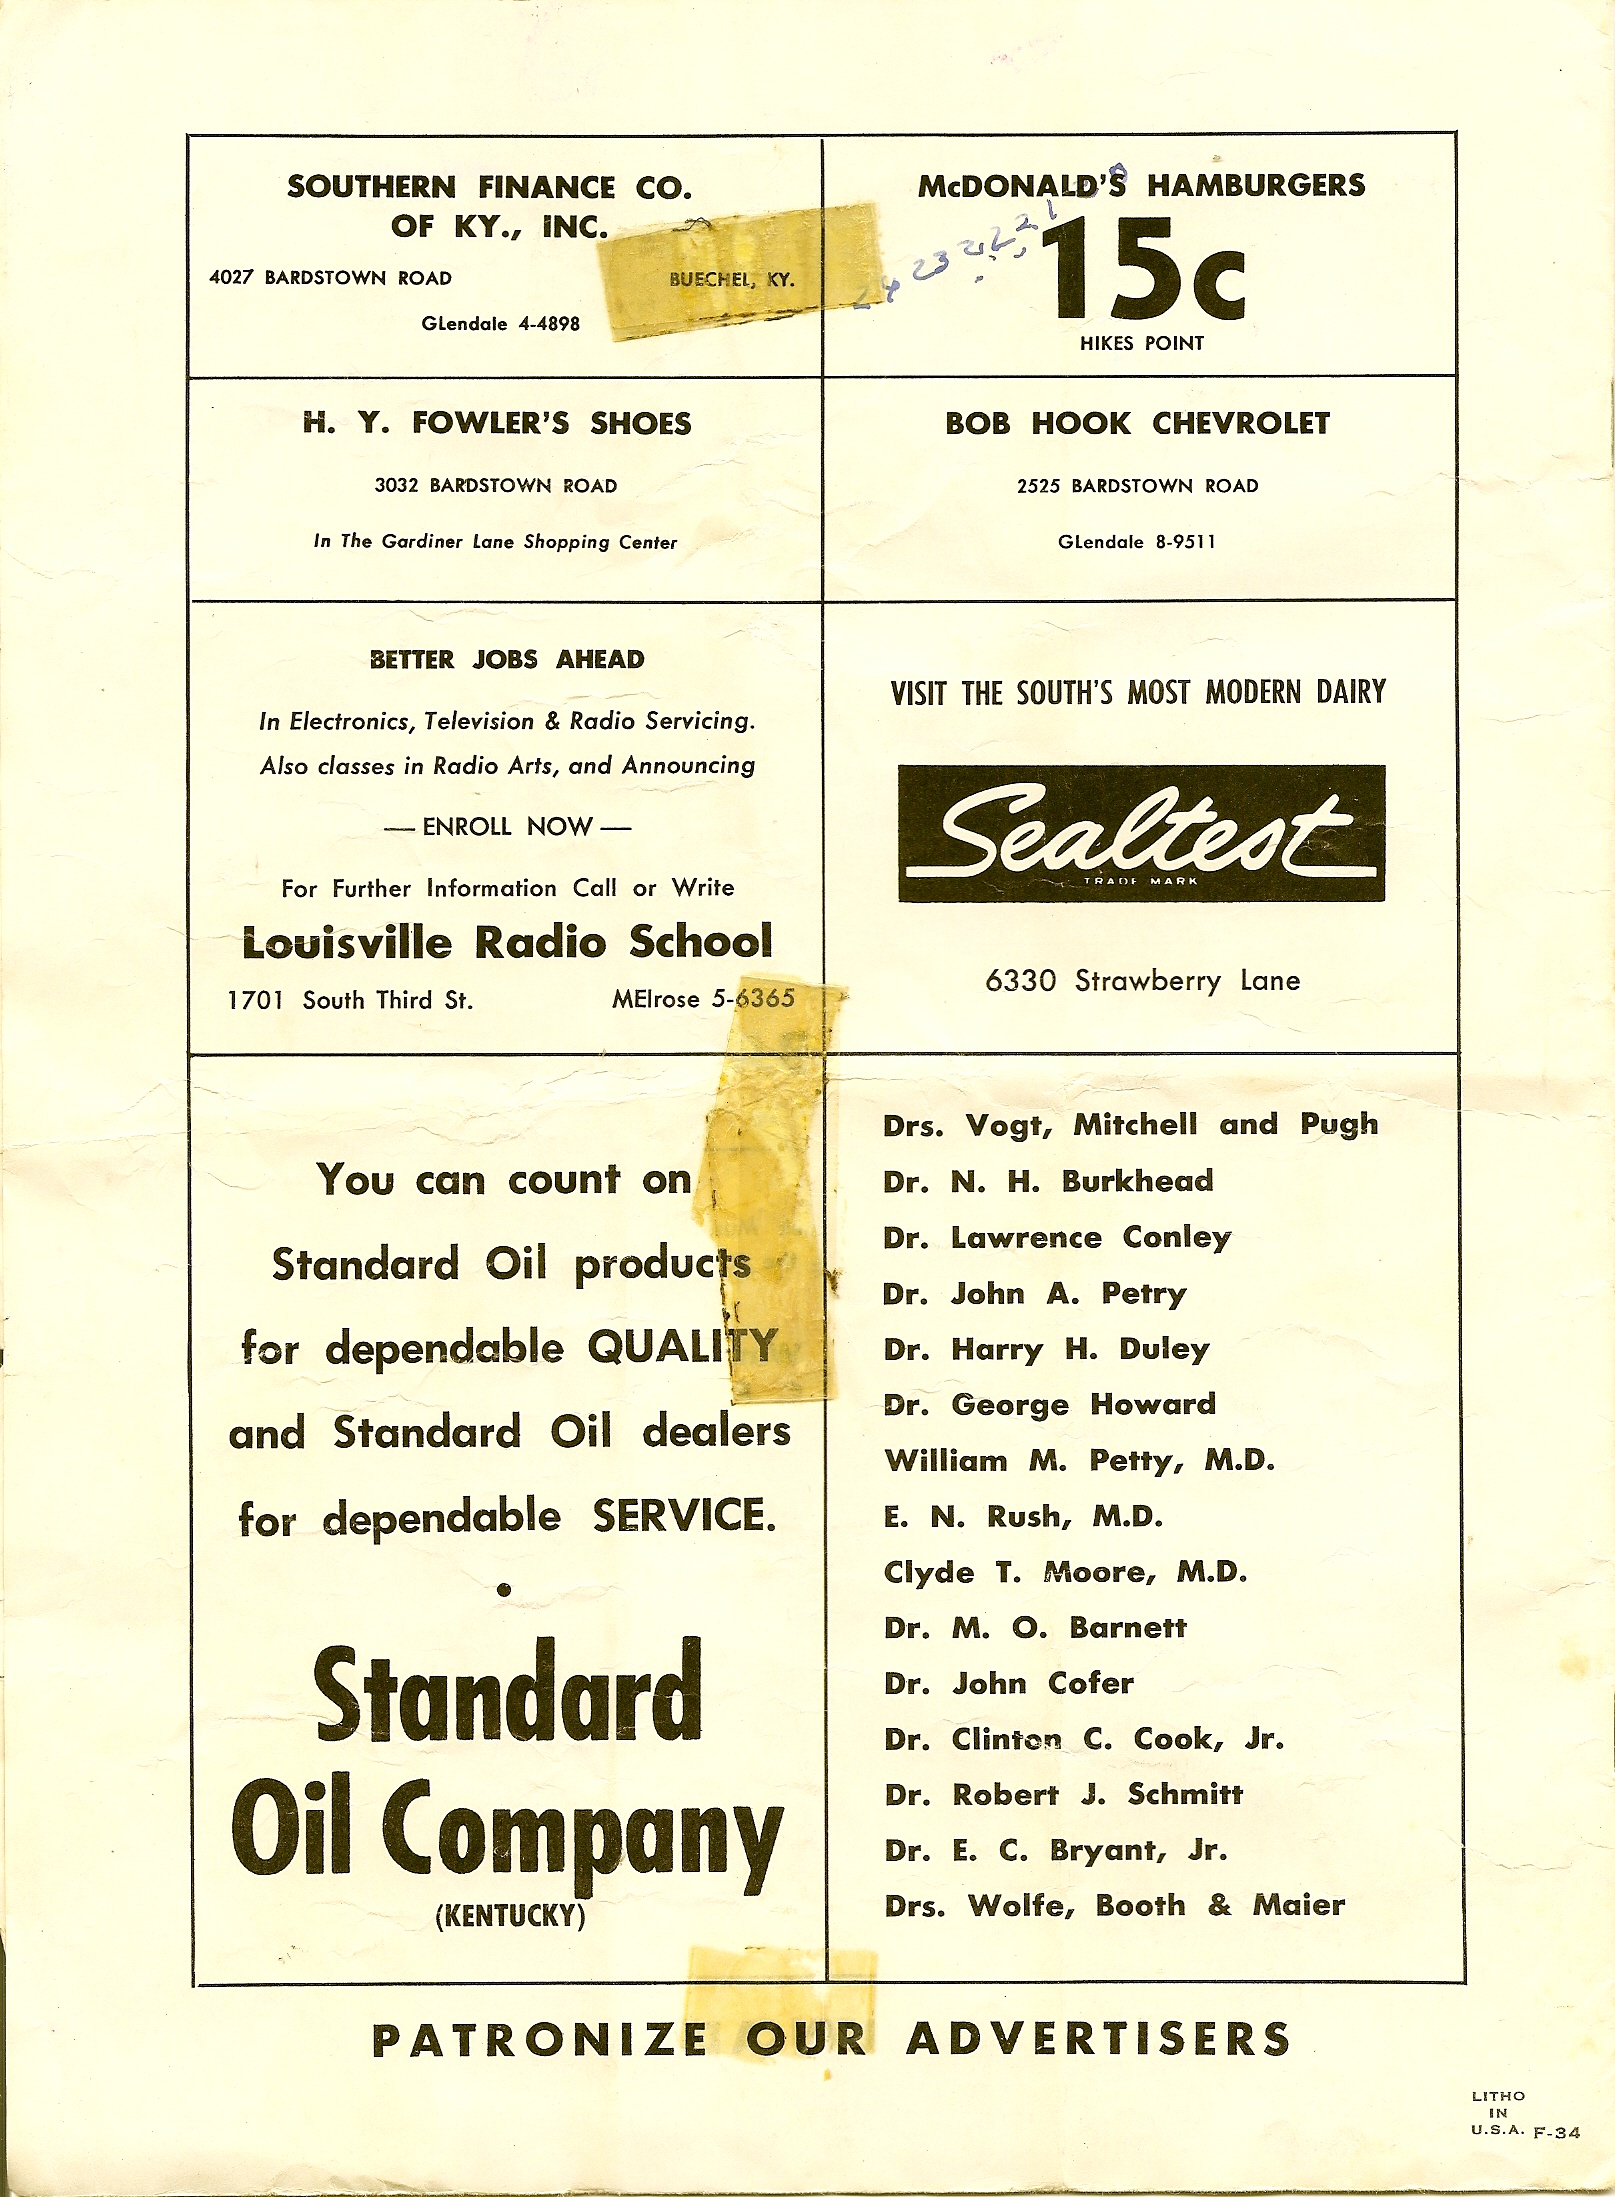 SOUTHERN FINANCE CO.
OF KY., INC.
4027 BARDSTOWN ROAD BUECHEL, KY.
GLendale 4-4898
McDONALD'S HAMBURGERS
15c
HIKES POINT
24 23 22 21
H. Y. FOWLER'S SHOES
3032 BARDSTOWN ROAD
In The Gardiner Lane Shopping Center
BOB HOOK CHEVROLET
2525 BARDSTOWN ROAD
GLendale 8-9511
BETTER JOBS AHEAD
In Electronics, Television & Radio Servicing.
Also classes in Radio Arts, and Announcing
— ENROLL NOW —
For Further Information Call or Write
Louisville Radio School
1701 South Third St. MElrose 5-6365
VISIT THE SOUTH'S MOST MODERN DAIRY
Sealtest
TRADE MARK
6330 Strawberry Lane
You can count on
Standard Oil products
for dependable QUALITY
and Standard Oil dealers
for dependable SERVICE.
•
Standard
Oil Company
(KENTUCKY)
Drs. Vogt, Mitchell and Pugh
Dr. N. H. Burkhead
Dr. Lawrence Conley
Dr. John A. Petry
Dr. Harry H. Duley
Dr. George Howard
William M. Petty, M.D.
E. N. Rush, M.D.
Clyde T. Moore, M.D.
Dr. M. O. Barnett
Dr. John Cofer
Dr. Clinton C. Cook, Jr.
Dr. Robert J. Schmitt
Dr. E. C. Bryant, Jr.
Drs. Wolfe, Booth & Maier
PATRONIZE OUR ADVERTISERS
LITHO
IN
U.S.A. F-34